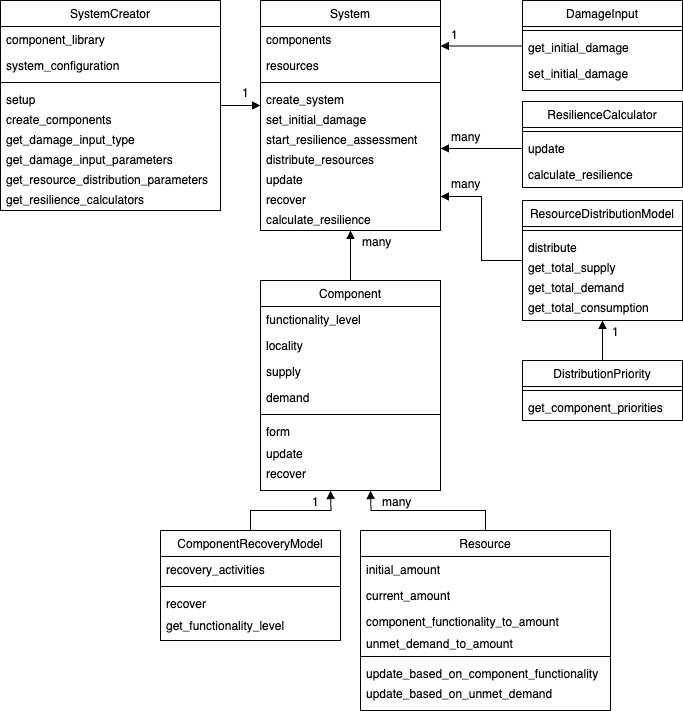 SystemCreator
component_library
system_configuration
setup
create_components
get_damage_input_type
get_damage_input_parameters
get_resource_distribution_parameters
get_resilience_calculators
1
System
components
resources
create_system
set_initial_damage
start_resilience_assessment
distribute_resources
update
recover
calculate_resilience
1
DamageInput
get_initial_damage
set_initial_damage
many
ResilienceCalculator
update
calculate_resilience
many
ResourceDistributionModel
distribute
get_total_supply
get_total_demand
get_total_consumption
1
DistributionPriority
get_component_priorities
many
Component
functionality_level
locality
supply
demand
form
update
recover
1
many
ComponentRecoveryModel
recovery_activities
recover
get_functionality_level
Resource
initial_amount
current_amount
component_functionality_to_amount
unmet_demand_to_amount
update_based_on_component_functionality
update_based_on_unmet_demand